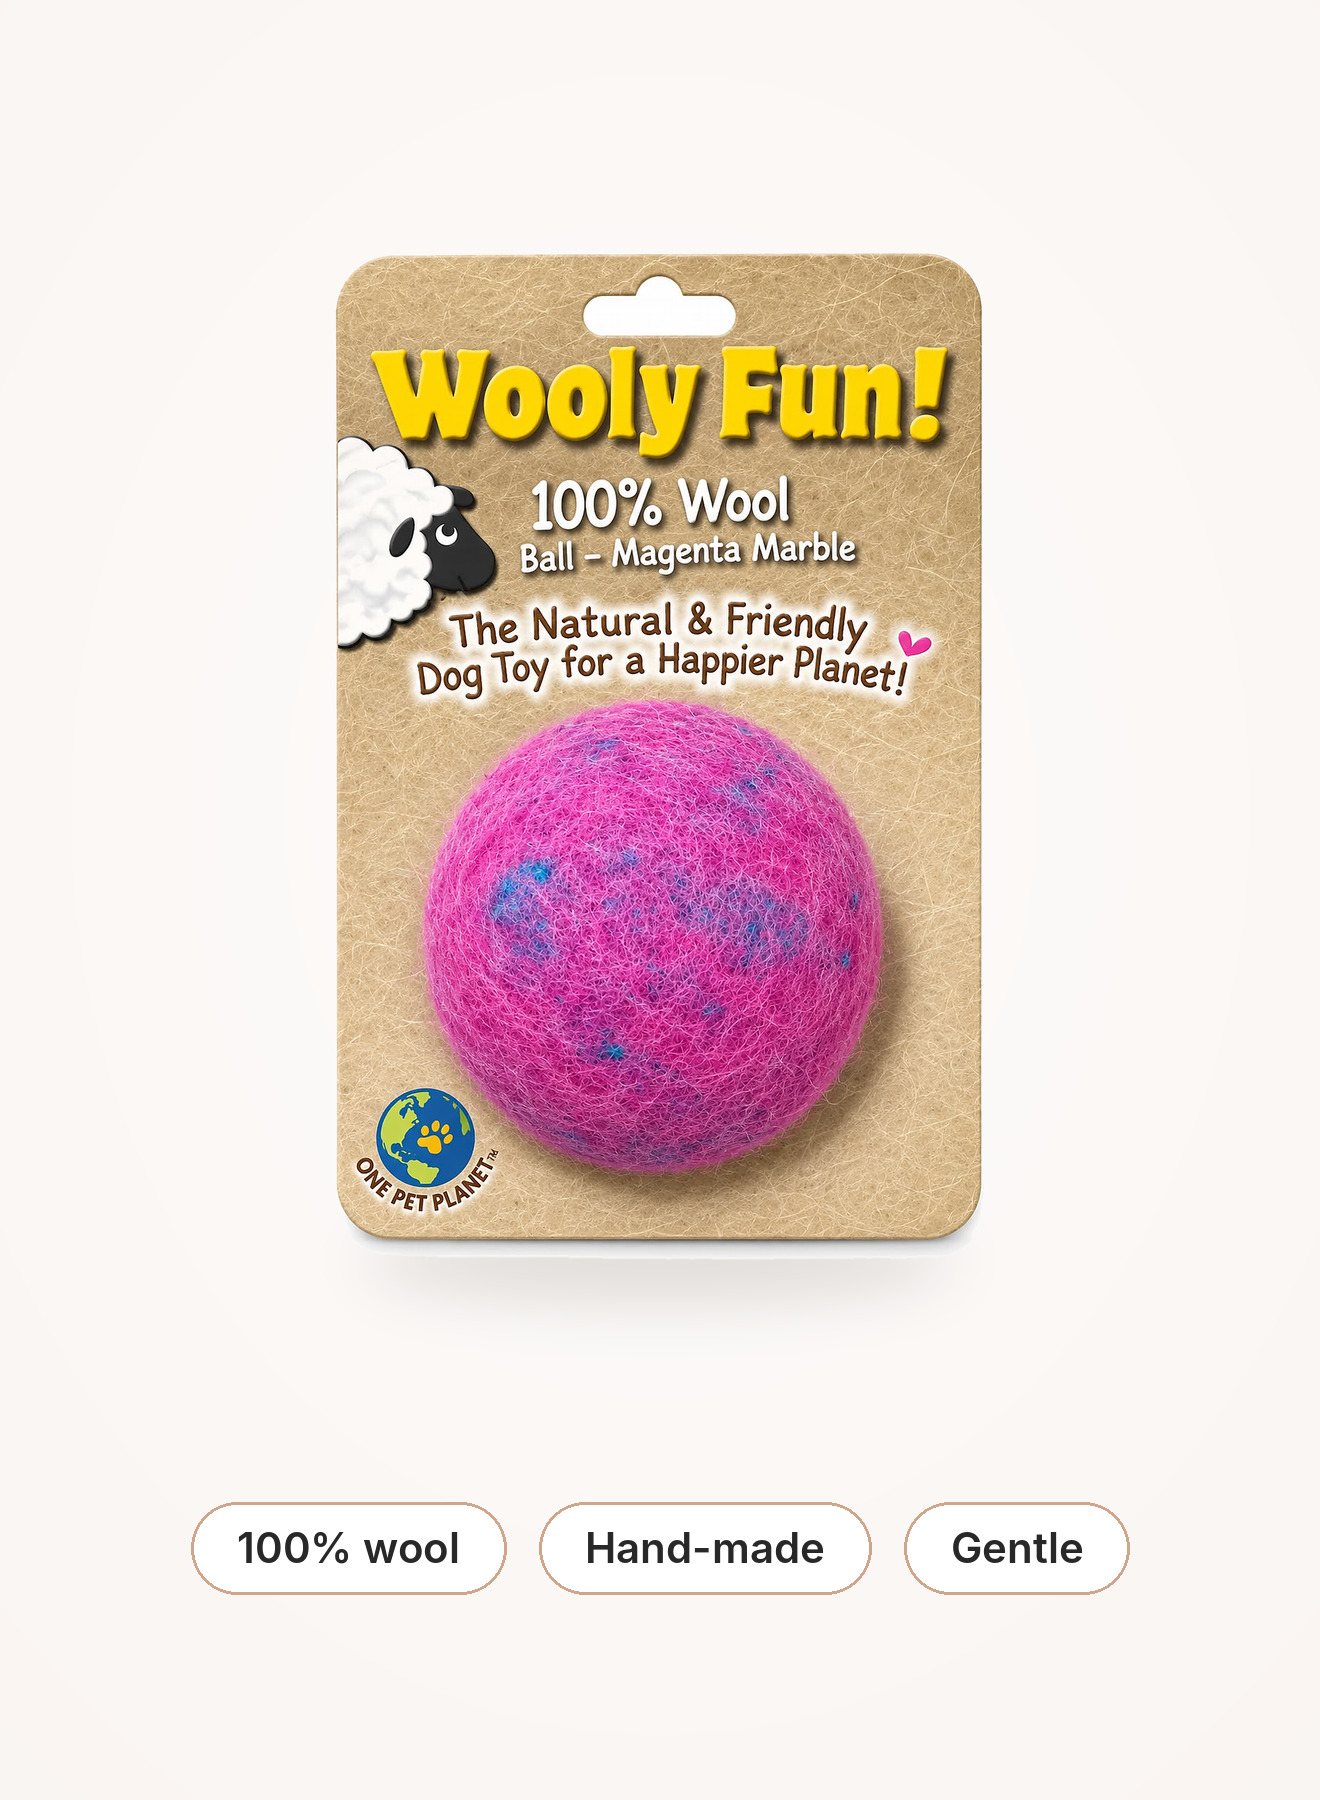 Wooly Fun!
100% Wool
Ball – Magenta Marble
The Natural & Friendly
Dog Toy for a Happier Planet!
ONE PET PLANET™
100% wool
Hand-made
Gentle